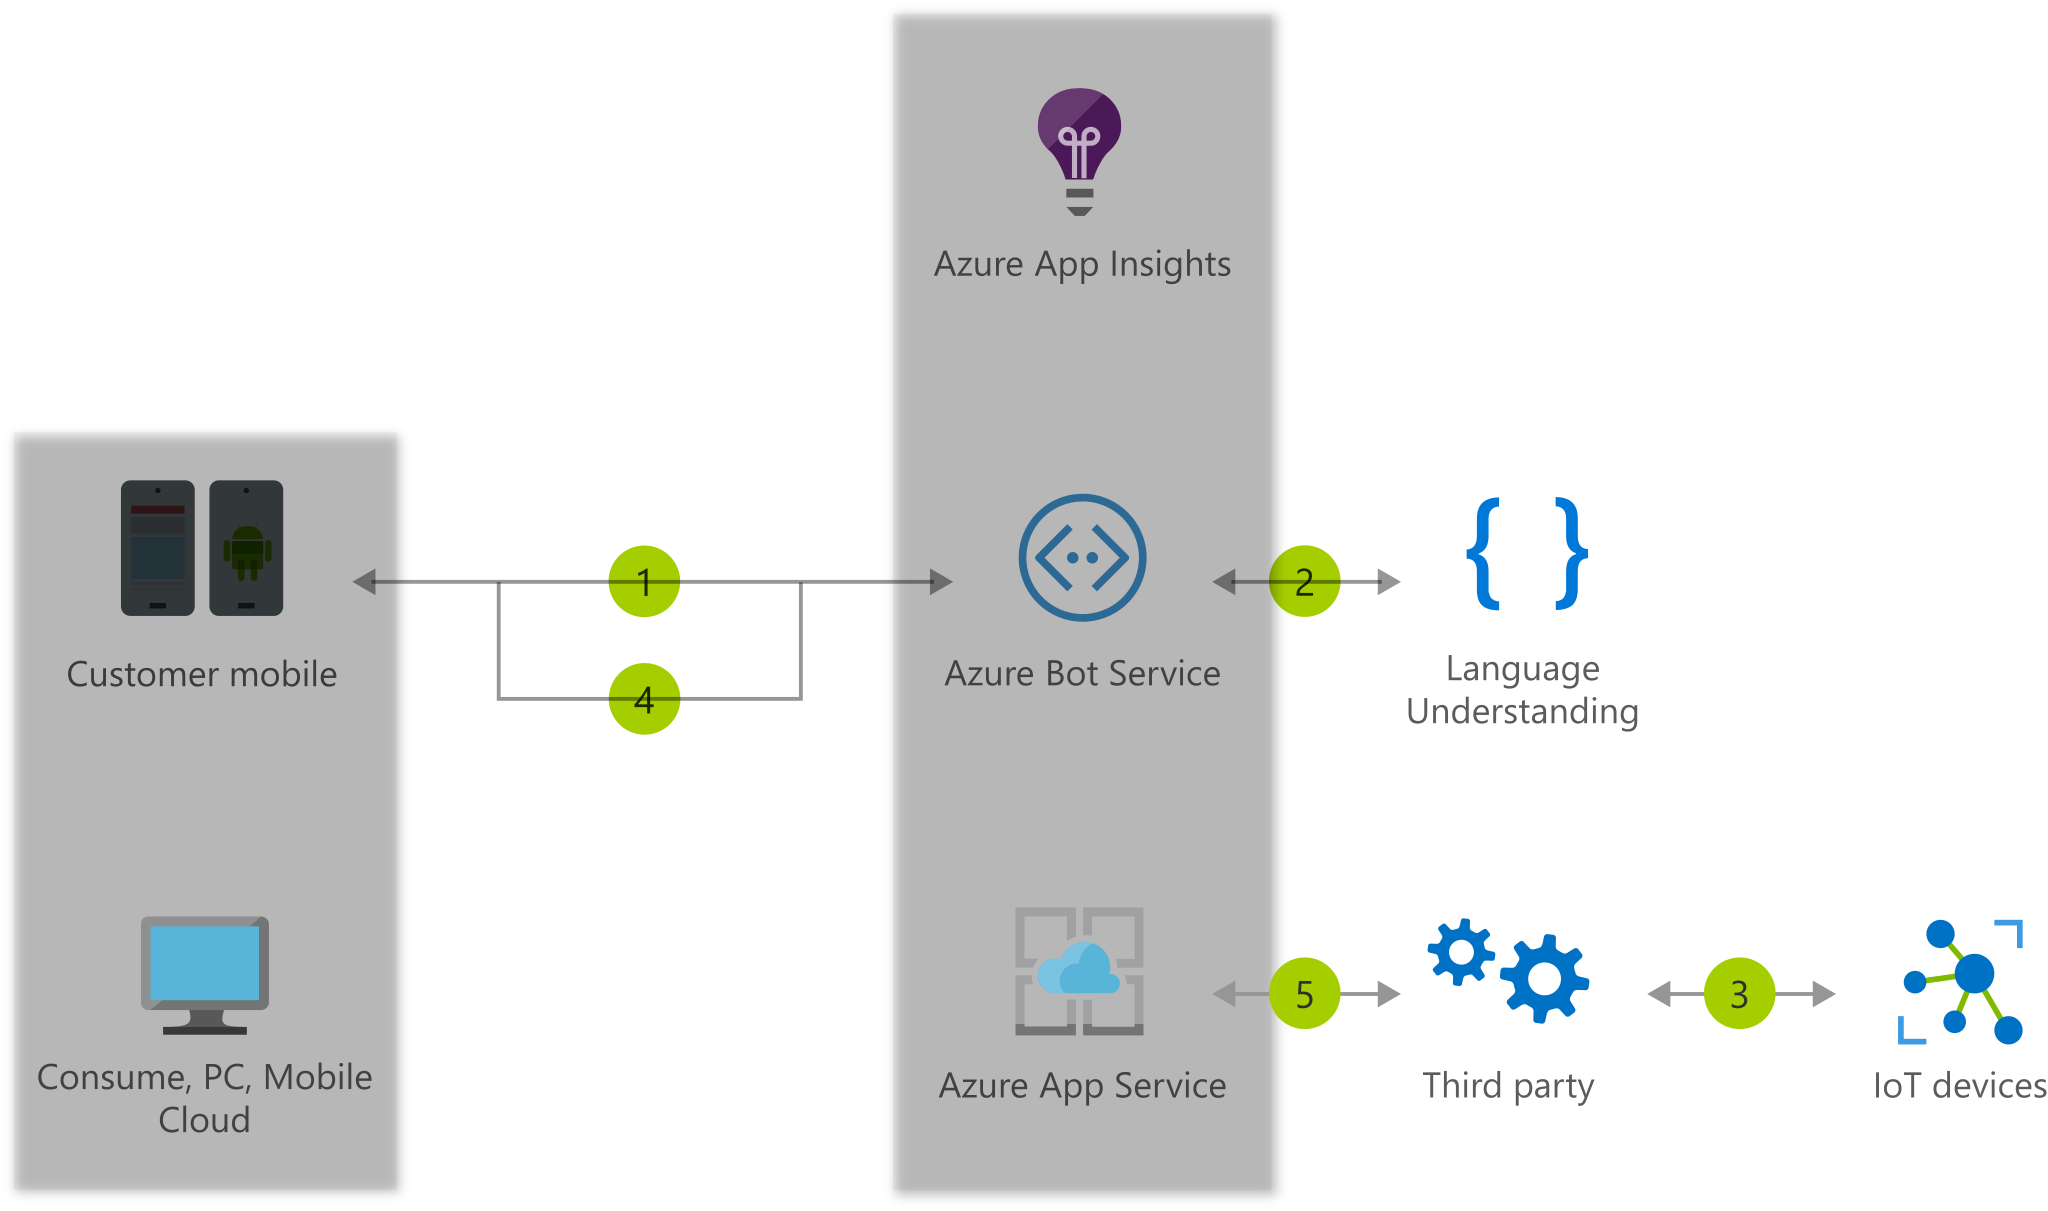 Azure App Insights
1
2
Customer mobile
Azure Bot Service
Language
Understanding
4
5
3
Consume, PC, Mobile
Cloud
Azure App Service
Third party
IoT devices